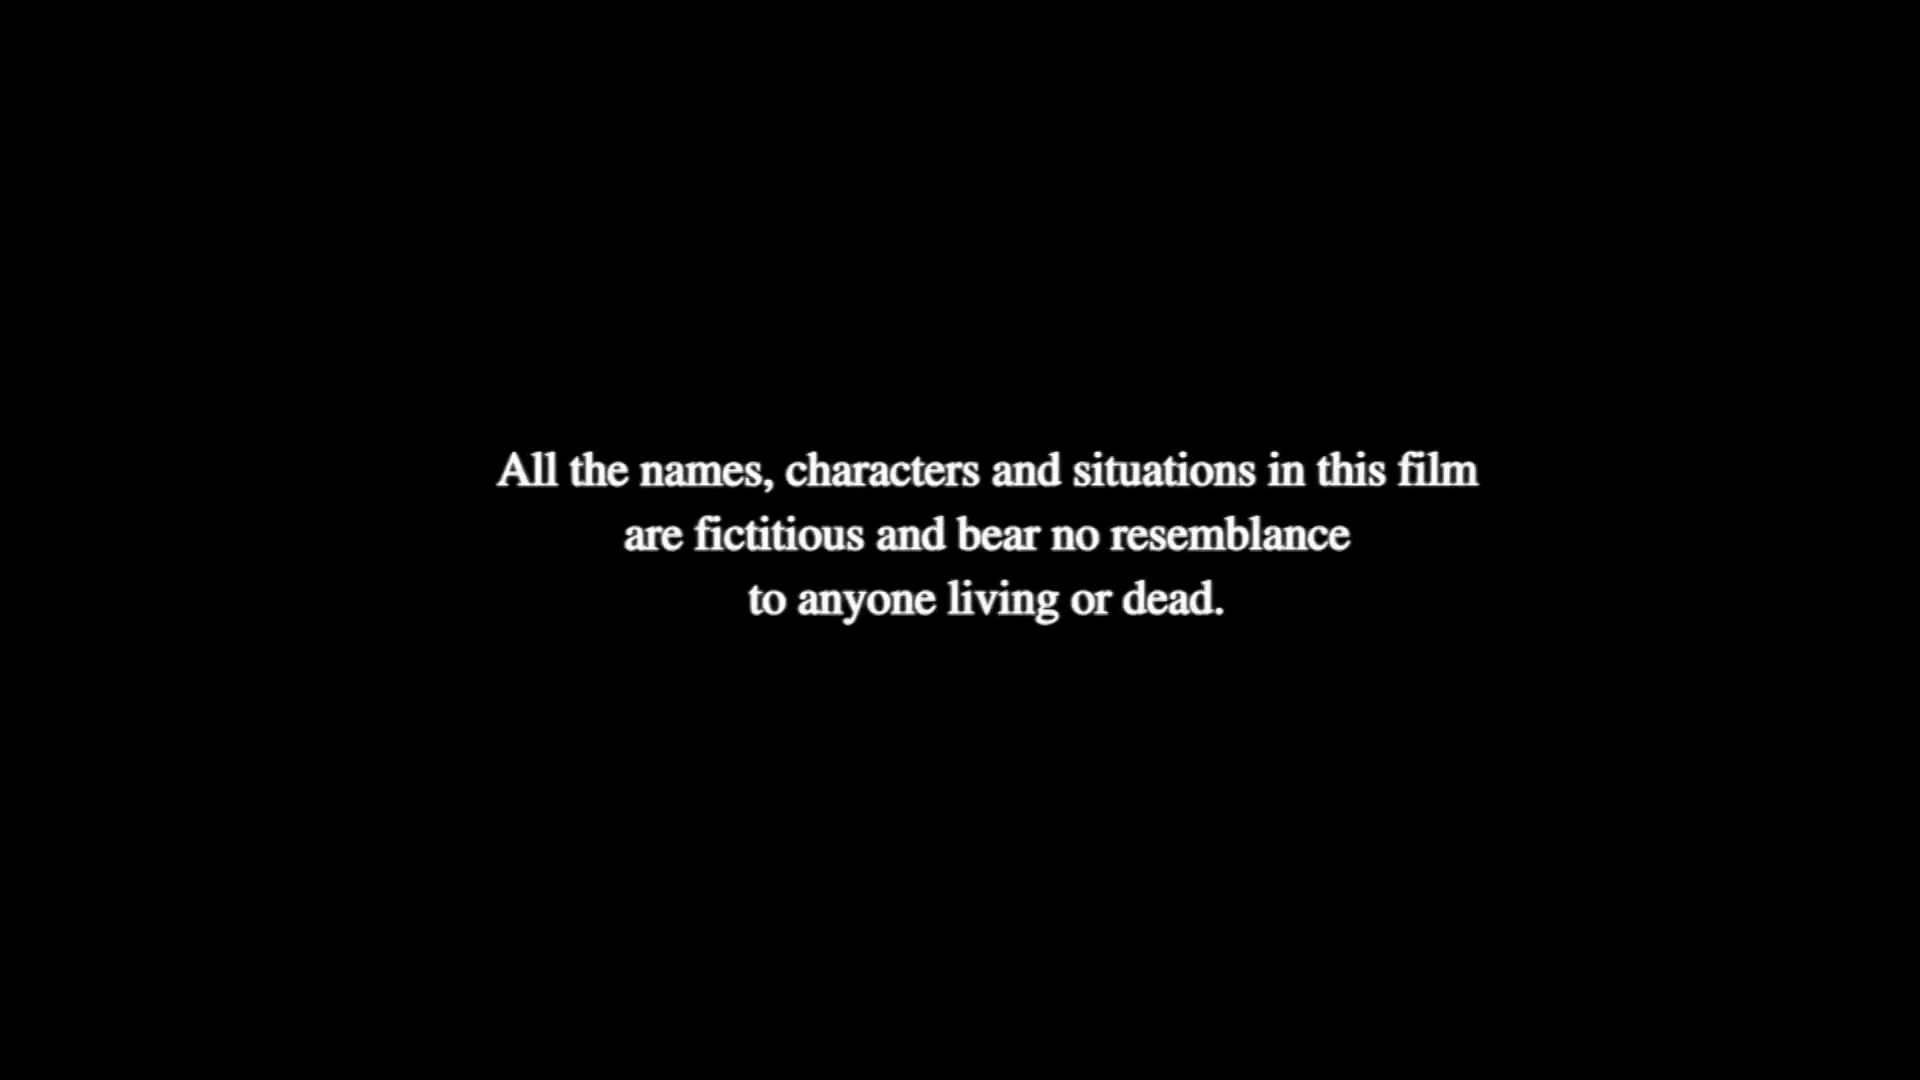 All the names, characters and situations in this film
are fictitious and bear no resemblance
to anyone living or dead.